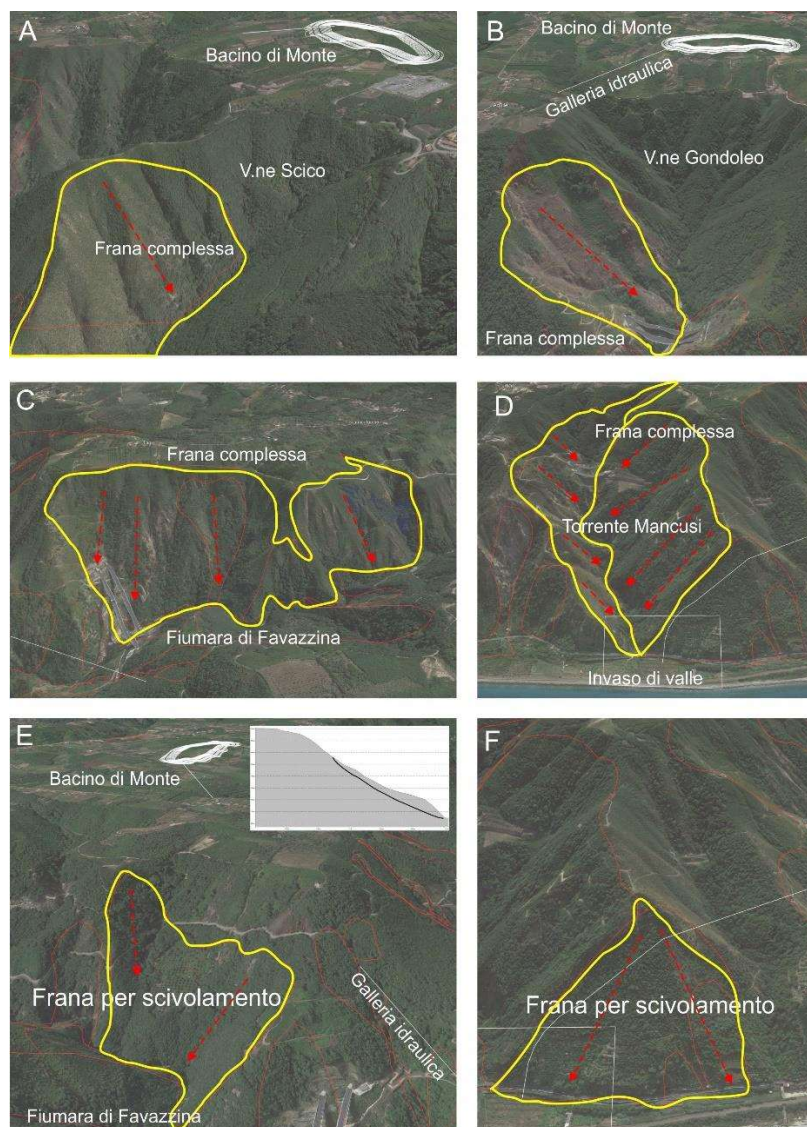 A
Bacino di Monte
V.ne Scico
Frana complessa
B
Bacino di Monte
Galleria idraulica
V.ne Gondoleo
Frana complessa
C
Frana complessa
Fiumara di Favazzina
D
Frana complessa
Torrente Mancusi
Invaso di valle
E
Bacino di Monte
Frana per scivolamento
Galleria idraulica
Fiumara di Favazzina
F
Frana per scivolamento